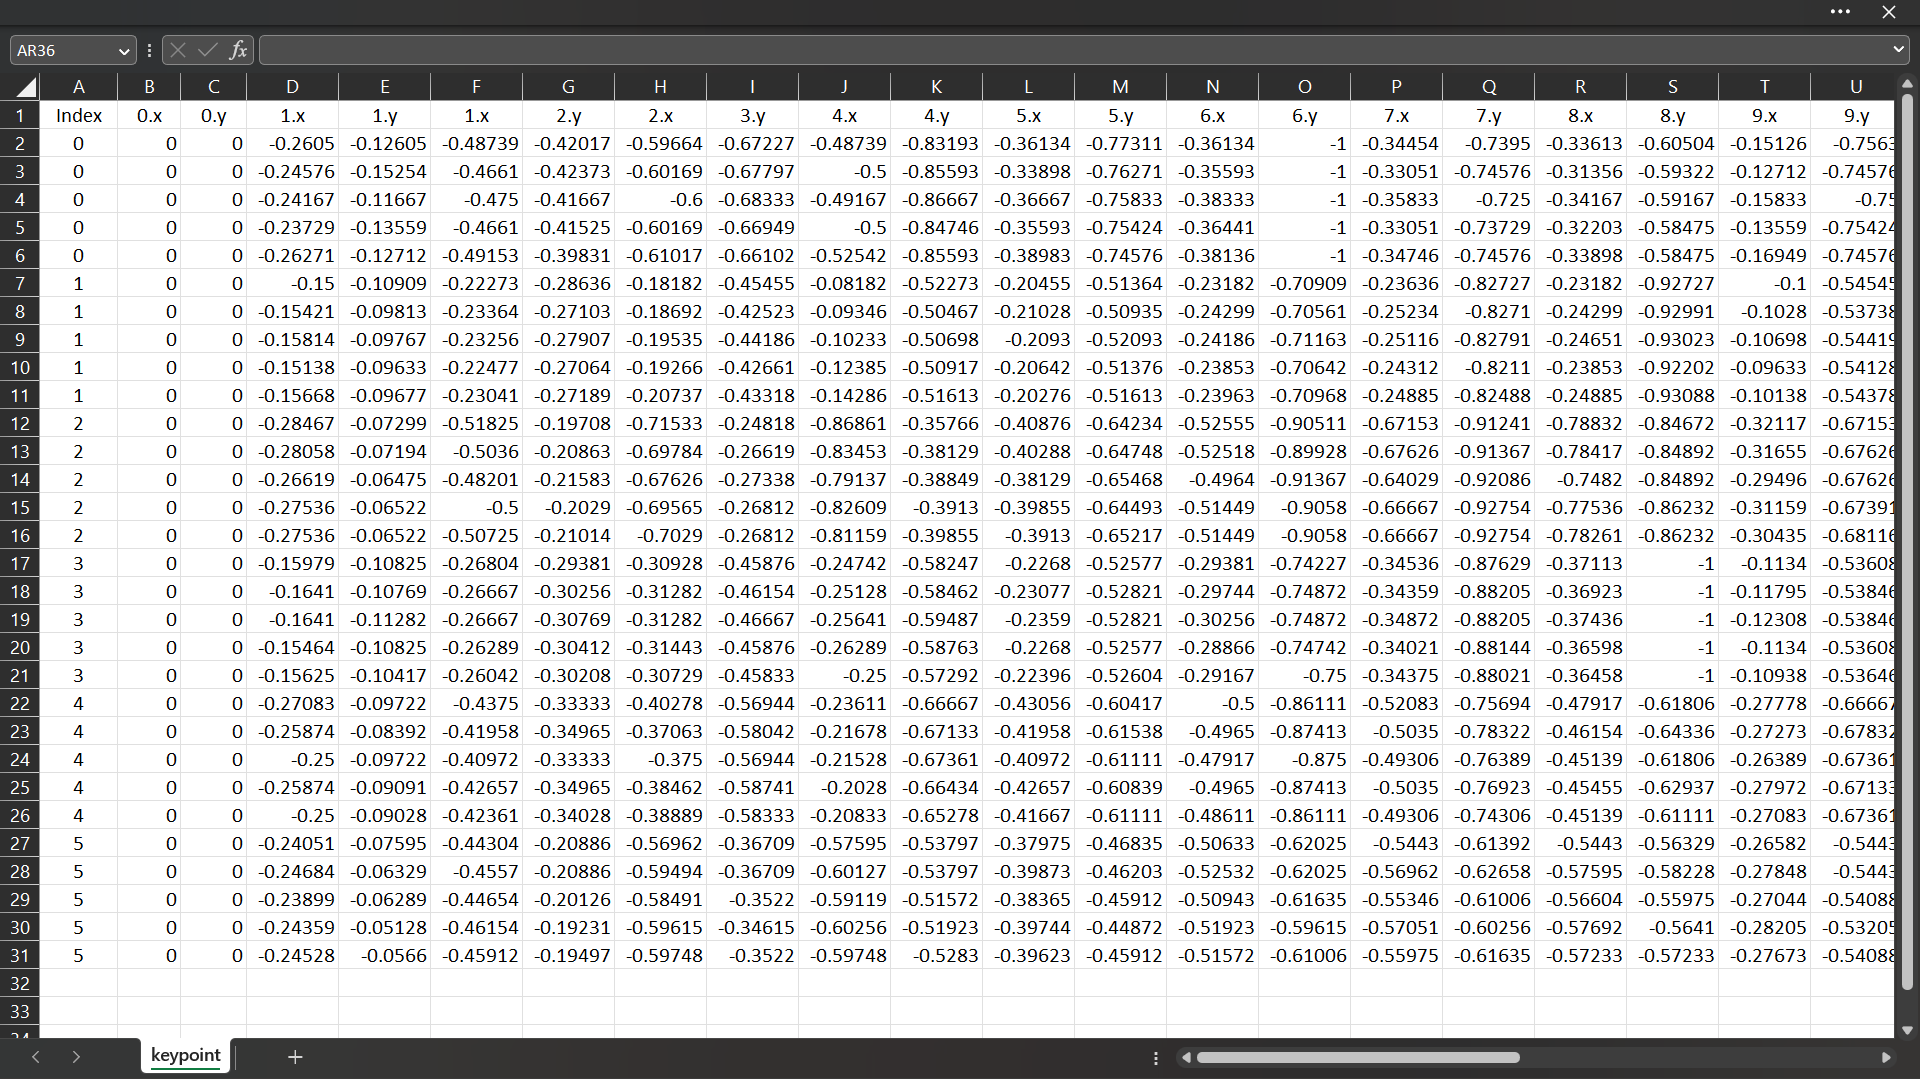 AR36 fx
A B C D E F G H I J K L M N O P Q R S T U
1 Index 0.x 0.y 1.x 1.y 1.x 2.y 2.x 3.y 4.x 4.y 5.x 5.y 6.x 6.y 7.x 7.y 8.x 8.y 9.x 9.y
2 0 0 0 -0.2605 -0.12605 -0.48739 -0.42017 -0.59664 -0.67227 -0.48739 -0.83193 -0.36134 -0.77311 -0.36134 -1 -0.34454 -0.7395 -0.33613 -0.60504 -0.15126 -0.7563
3 0 0 0 -0.24576 -0.15254 -0.4661 -0.42373 -0.60169 -0.67797 -0.5 -0.85593 -0.33898 -0.76271 -0.35593 -1 -0.33051 -0.74576 -0.31356 -0.59322 -0.12712 -0.74576
4 0 0 0 -0.24167 -0.11667 -0.475 -0.41667 -0.6 -0.68333 -0.49167 -0.86667 -0.36667 -0.75833 -0.38333 -1 -0.35833 -0.725 -0.34167 -0.59167 -0.15833 -0.75
5 0 0 0 -0.23729 -0.13559 -0.4661 -0.41525 -0.60169 -0.66949 -0.5 -0.84746 -0.35593 -0.75424 -0.36441 -1 -0.33051 -0.73729 -0.32203 -0.58475 -0.13559 -0.75424
6 0 0 0 -0.26271 -0.12712 -0.49153 -0.39831 -0.61017 -0.66102 -0.52542 -0.85593 -0.38983 -0.74576 -0.38136 -1 -0.34746 -0.74576 -0.33898 -0.58475 -0.16949 -0.74576
7 1 0 0 -0.15 -0.10909 -0.22273 -0.28636 -0.18182 -0.45455 -0.08182 -0.52273 -0.20455 -0.51364 -0.23182 -0.70909 -0.23636 -0.82727 -0.23182 -0.92727 -0.1 -0.54545
8 1 0 0 -0.15421 -0.09813 -0.23364 -0.27103 -0.18692 -0.42523 -0.09346 -0.50467 -0.21028 -0.50935 -0.24299 -0.70561 -0.25234 -0.8271 -0.24299 -0.92991 -0.1028 -0.53738
9 1 0 0 -0.15814 -0.09767 -0.23256 -0.27907 -0.19535 -0.44186 -0.10233 -0.50698 -0.2093 -0.52093 -0.24186 -0.71163 -0.25116 -0.82791 -0.24651 -0.93023 -0.10698 -0.54419
10 1 0 0 -0.15138 -0.09633 -0.22477 -0.27064 -0.19266 -0.42661 -0.12385 -0.50917 -0.20642 -0.51376 -0.23853 -0.70642 -0.24312 -0.8211 -0.23853 -0.92202 -0.09633 -0.54128
11 1 0 0 -0.15668 -0.09677 -0.23041 -0.27189 -0.20737 -0.43318 -0.14286 -0.51613 -0.20276 -0.51613 -0.23963 -0.70968 -0.24885 -0.82488 -0.24885 -0.93088 -0.10138 -0.54378
12 2 0 0 -0.28467 -0.07299 -0.51825 -0.19708 -0.71533 -0.24818 -0.86861 -0.35766 -0.40876 -0.64234 -0.52555 -0.90511 -0.67153 -0.91241 -0.78832 -0.84672 -0.32117 -0.67153
13 2 0 0 -0.28058 -0.07194 -0.5036 -0.20863 -0.69784 -0.26619 -0.83453 -0.38129 -0.40288 -0.64748 -0.52518 -0.89928 -0.67626 -0.91367 -0.78417 -0.84892 -0.31655 -0.67626
14 2 0 0 -0.26619 -0.06475 -0.48201 -0.21583 -0.67626 -0.27338 -0.79137 -0.38849 -0.38129 -0.65468 -0.4964 -0.91367 -0.64029 -0.92086 -0.7482 -0.84892 -0.29496 -0.67626
15 2 0 0 -0.27536 -0.06522 -0.5 -0.2029 -0.69565 -0.26812 -0.82609 -0.3913 -0.39855 -0.64493 -0.51449 -0.9058 -0.66667 -0.92754 -0.77536 -0.86232 -0.31159 -0.67391
16 2 0 0 -0.27536 -0.06522 -0.50725 -0.21014 -0.7029 -0.26812 -0.81159 -0.39855 -0.3913 -0.65217 -0.51449 -0.9058 -0.66667 -0.92754 -0.78261 -0.86232 -0.30435 -0.68116
17 3 0 0 -0.15979 -0.10825 -0.26804 -0.29381 -0.30928 -0.45876 -0.24742 -0.58247 -0.2268 -0.52577 -0.29381 -0.74227 -0.34536 -0.87629 -0.37113 -1 -0.1134 -0.53608
18 3 0 0 -0.1641 -0.10769 -0.26667 -0.30256 -0.31282 -0.46154 -0.25128 -0.58462 -0.23077 -0.52821 -0.29744 -0.74872 -0.34359 -0.88205 -0.36923 -1 -0.11795 -0.53846
19 3 0 0 -0.1641 -0.11282 -0.26667 -0.30769 -0.31282 -0.46667 -0.25641 -0.59487 -0.2359 -0.52821 -0.30256 -0.74872 -0.34872 -0.88205 -0.37436 -1 -0.12308 -0.53846
20 3 0 0 -0.15464 -0.10825 -0.26289 -0.30412 -0.31443 -0.45876 -0.26289 -0.58763 -0.2268 -0.52577 -0.28866 -0.74742 -0.34021 -0.88144 -0.36598 -1 -0.1134 -0.53608
21 3 0 0 -0.15625 -0.10417 -0.26042 -0.30208 -0.30729 -0.45833 -0.25 -0.57292 -0.22396 -0.52604 -0.29167 -0.75 -0.34375 -0.88021 -0.36458 -1 -0.10938 -0.53646
22 4 0 0 -0.27083 -0.09722 -0.4375 -0.33333 -0.40278 -0.56944 -0.23611 -0.66667 -0.43056 -0.60417 -0.5 -0.86111 -0.52083 -0.75694 -0.47917 -0.61806 -0.27778 -0.66667
23 4 0 0 -0.25874 -0.08392 -0.41958 -0.34965 -0.37063 -0.58042 -0.21678 -0.67133 -0.41958 -0.61538 -0.4965 -0.87413 -0.5035 -0.78322 -0.46154 -0.64336 -0.27273 -0.67832
24 4 0 0 -0.25 -0.09722 -0.40972 -0.33333 -0.375 -0.56944 -0.21528 -0.67361 -0.40972 -0.61111 -0.47917 -0.875 -0.49306 -0.76389 -0.45139 -0.61806 -0.26389 -0.67361
25 4 0 0 -0.25874 -0.09091 -0.42657 -0.34965 -0.38462 -0.58741 -0.2028 -0.66434 -0.42657 -0.60839 -0.4965 -0.87413 -0.5035 -0.76923 -0.45455 -0.62937 -0.27972 -0.67133
26 4 0 0 -0.25 -0.09028 -0.42361 -0.34028 -0.38889 -0.58333 -0.20833 -0.65278 -0.41667 -0.61111 -0.48611 -0.86111 -0.49306 -0.74306 -0.45139 -0.61111 -0.27083 -0.67361
27 5 0 0 -0.24051 -0.07595 -0.44304 -0.20886 -0.56962 -0.36709 -0.57595 -0.53797 -0.37975 -0.46835 -0.50633 -0.62025 -0.5443 -0.61392 -0.5443 -0.56329 -0.26582 -0.5443
28 5 0 0 -0.24684 -0.06329 -0.4557 -0.20886 -0.59494 -0.36709 -0.60127 -0.53797 -0.39873 -0.46203 -0.52532 -0.62025 -0.56962 -0.62658 -0.57595 -0.58228 -0.27848 -0.5443
29 5 0 0 -0.23899 -0.06289 -0.44654 -0.20126 -0.58491 -0.3522 -0.59119 -0.51572 -0.38365 -0.45912 -0.50943 -0.61635 -0.55346 -0.61006 -0.56604 -0.55975 -0.27044 -0.54088
30 5 0 0 -0.24359 -0.05128 -0.46154 -0.19231 -0.59615 -0.34615 -0.60256 -0.51923 -0.39744 -0.44872 -0.51923 -0.59615 -0.57051 -0.60256 -0.57692 -0.5641 -0.28205 -0.53205
31 5 0 0 -0.24528 -0.0566 -0.45912 -0.19497 -0.59748 -0.3522 -0.59748 -0.5283 -0.39623 -0.45912 -0.51572 -0.61006 -0.55975 -0.61635 -0.57233 -0.57233 -0.27673 -0.54088
32
33
keypoint